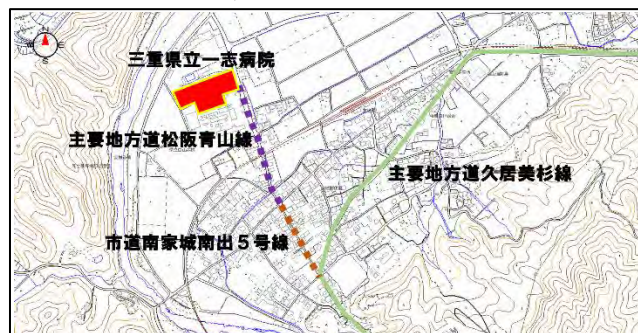 三重県立一志病院
主要地方道松阪青山線
主要地方道久居美杉線
市道南家城南出５号線